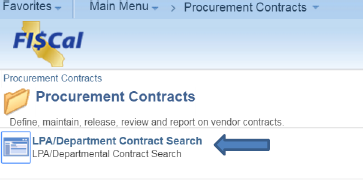 Favorites Main Menu > Procurement Contracts
FI$Cal
Procurement Contracts
Procurement Contracts
Define, maintain, release, review and report on vendor contracts.
LPA/Department Contract Search
LPA/Departmental Contract Search